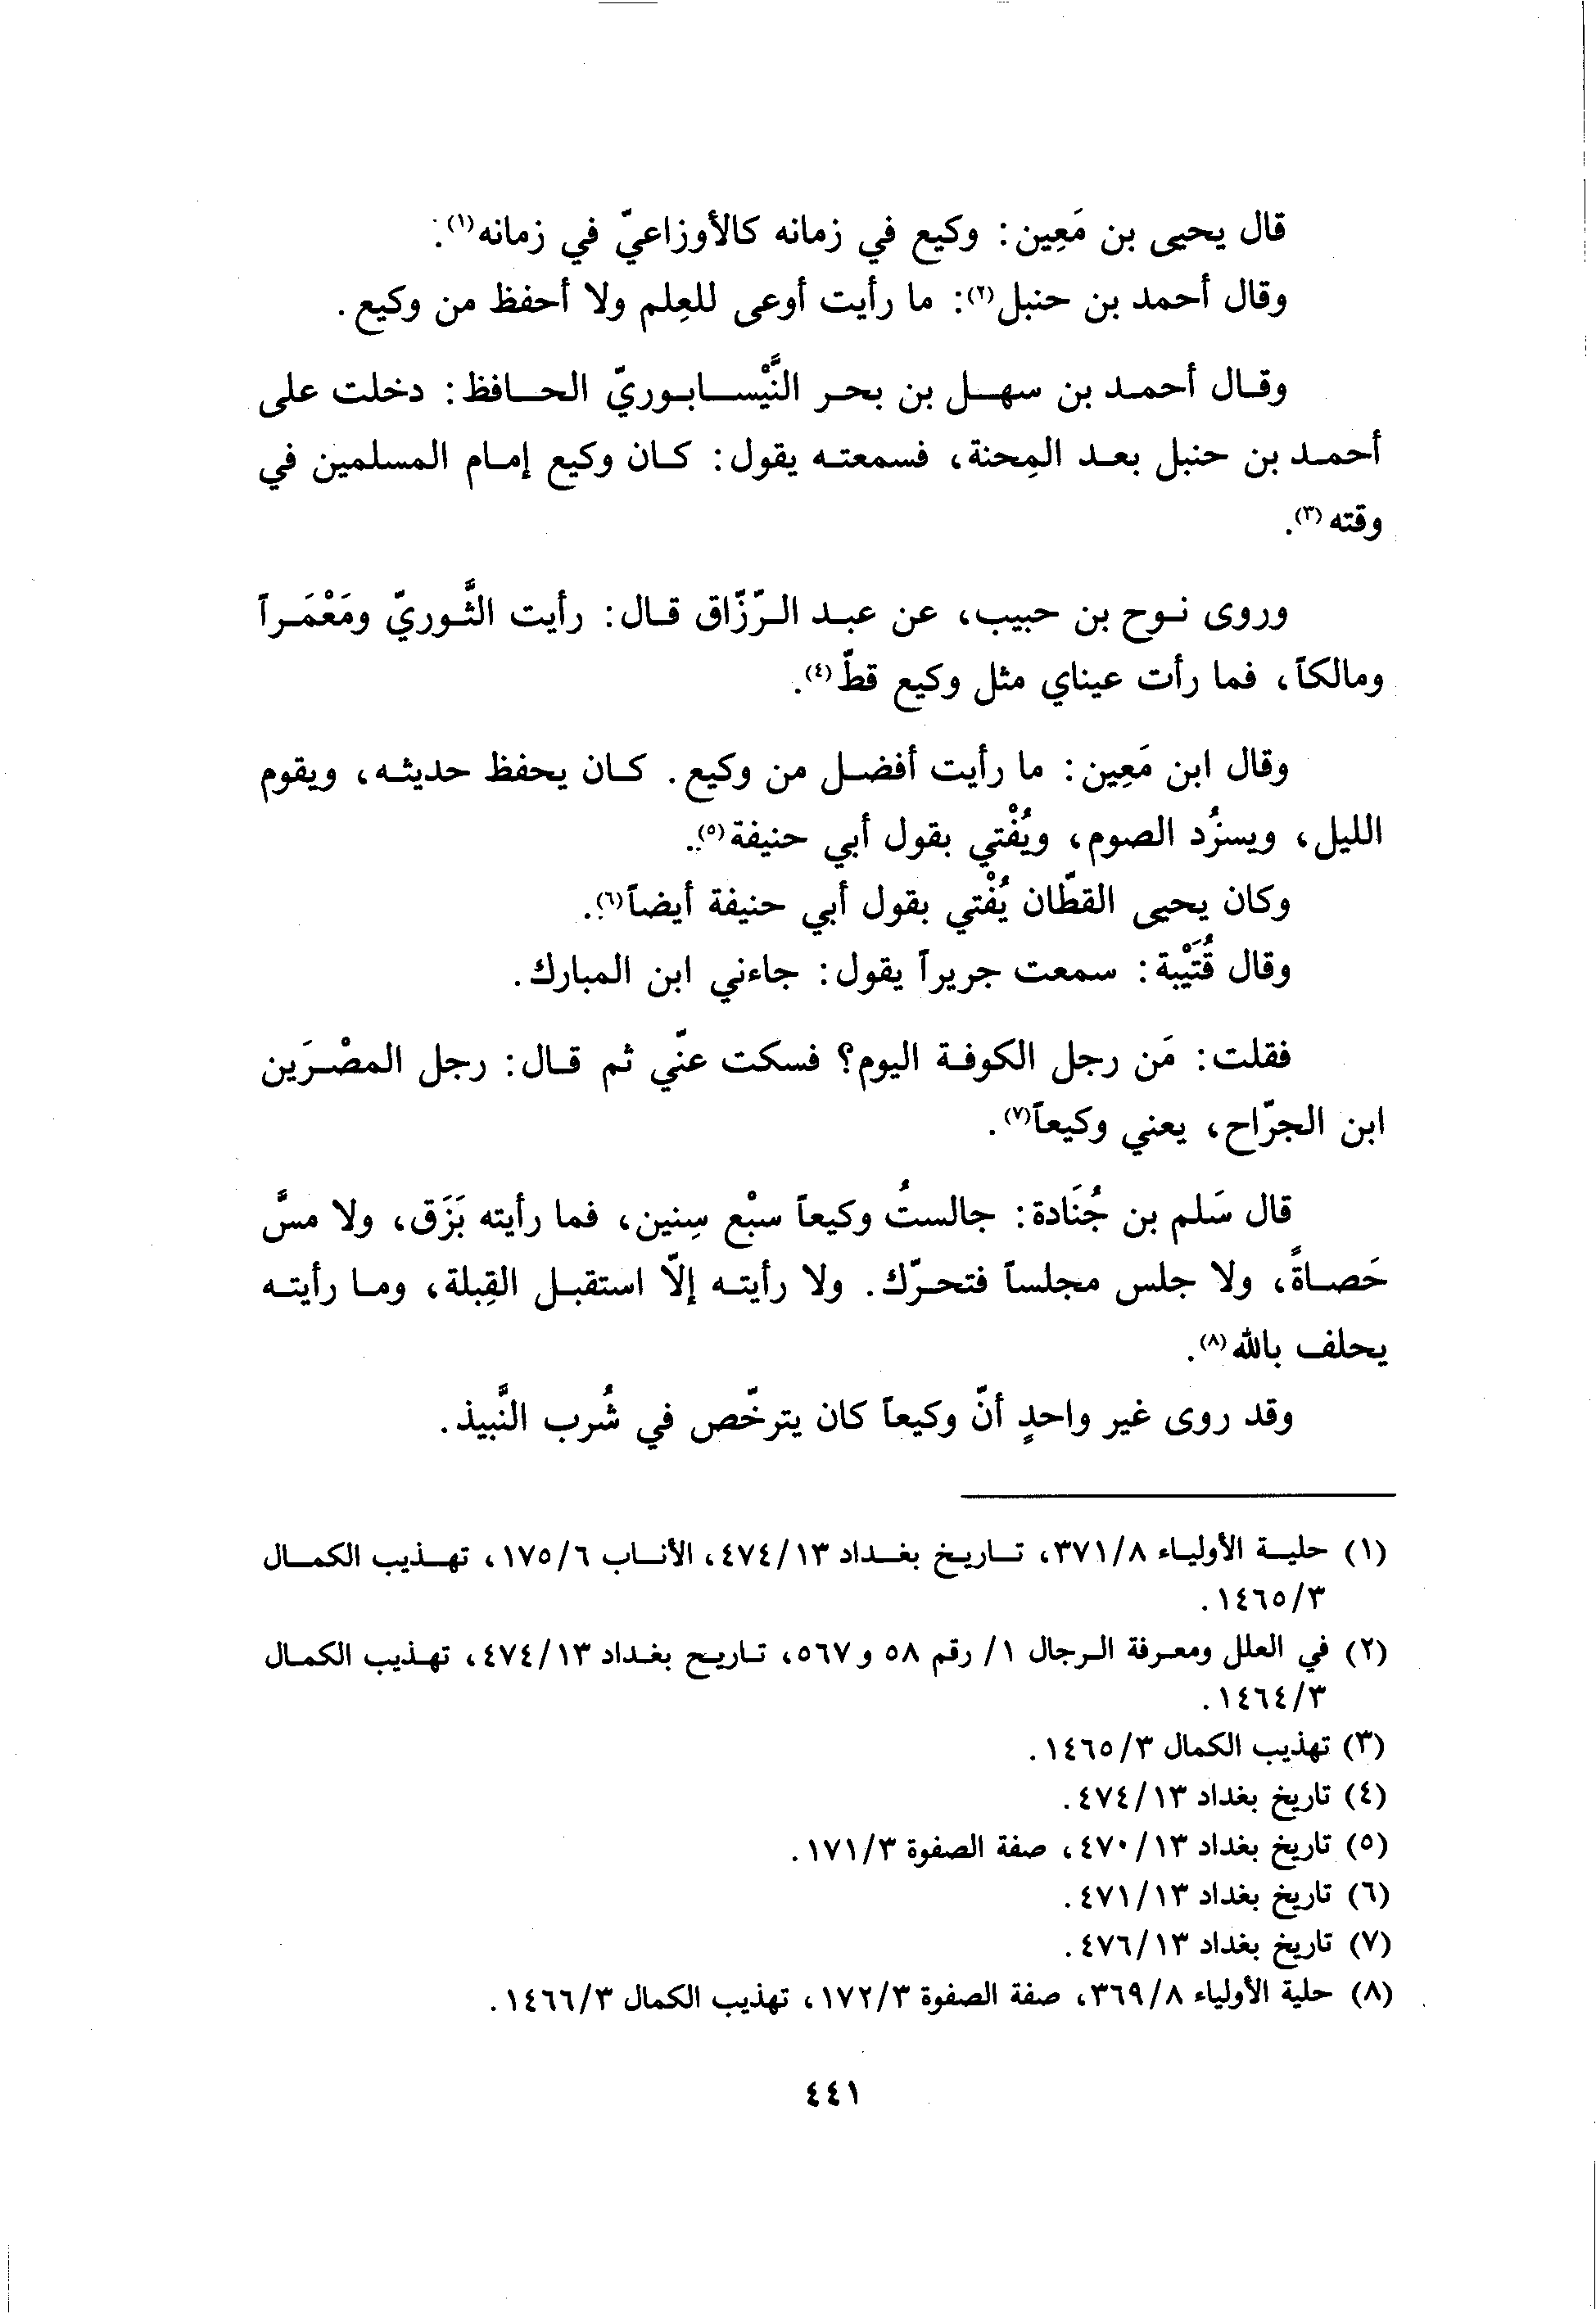 قال يحيى بن مَعِين: وكيع في زمانه كالأوزاعيّ في زمانه(١).
وقال أحمد بن حنبل(٢): ما رأيت أوعى للعِلم ولا أحفظ من وكيع.
وقال أحمد بن سهل بن بحر النَّيْسابوريّ الحافظ: دخلت على
أحمد بن حنبل بعد المِحنة، فسمعته يقول: كان وكيع إمام المسلمين في
وقته(٣).
وروى نوح بن حبيب، عن عبد الرّزّاق قال: رأيت الثَّوريّ ومَعْمَراً
ومالكاً، فما رأت عيناي مثل وكيع قطّ(٤).
وقال ابن مَعِين: ما رأيت أفضل من وكيع. كان يحفظ حديثه، ويقوم
الليل، ويسرُد الصوم، ويُفْتي بقول أبي حنيفة(٥).
وكان يحيى القطّان يُفْتي بقول أبي حنيفة أيضاً(٦).
وقال قُتَيْبة: سمعت جريراً يقول: جاءني ابن المبارك.
فقلت: مَن رجل الكوفة اليوم؟ فسكت عنّي ثم قال: رجل المصْرَين
ابن الجرّاح، يعني وكيعاً(٧).
قال سَلم بن جُنَادة: جالستُ وكيعاً سبْع سِنين، فما رأيته بَزَق، ولا مسَّ
حَصاةً، ولا جلس مجلساً فتحرّك. ولا رأيته إلاّ استقبل القِبلة، وما رأيته
يحلف بالله(٨).
وقد روى غير واحدٍ أنّ وكيعاً كان يترخّص في شُرب النَّبيذ.
(١) حلية الأولياء ٣٧١/٨، تاريخ بغداد ٤٧٤/١٣، الأناب ١٧٥/٦، تهذيب الكمال
١٤٦٥/٣.
(٢) في العلل ومعرفة الرجال ١/ رقم ٥٨ و٥٦٧، تاريح بغداد ٤٧٤/١٣، تهذيب الكمال
١٤٦٤/٣.
(٣) تهذيب الكمال ١٤٦٥/٣.
(٤) تاريخ بغداد ٤٧٤/١٣.
(٥) تاريخ بغداد ٤٧٠/١٣، صفة الصفوة ١٧١/٣.
(٦) تاريخ بغداد ٤٧١/١٣.
(٧) تاريخ بغداد ٤٧٦/١٣.
(٨) حلية الأولياء ٣٦٩/٨، صفة الصفوة ١٧٢/٣، تهذيب الكمال ١٤٦٦/٣.
٤٤١